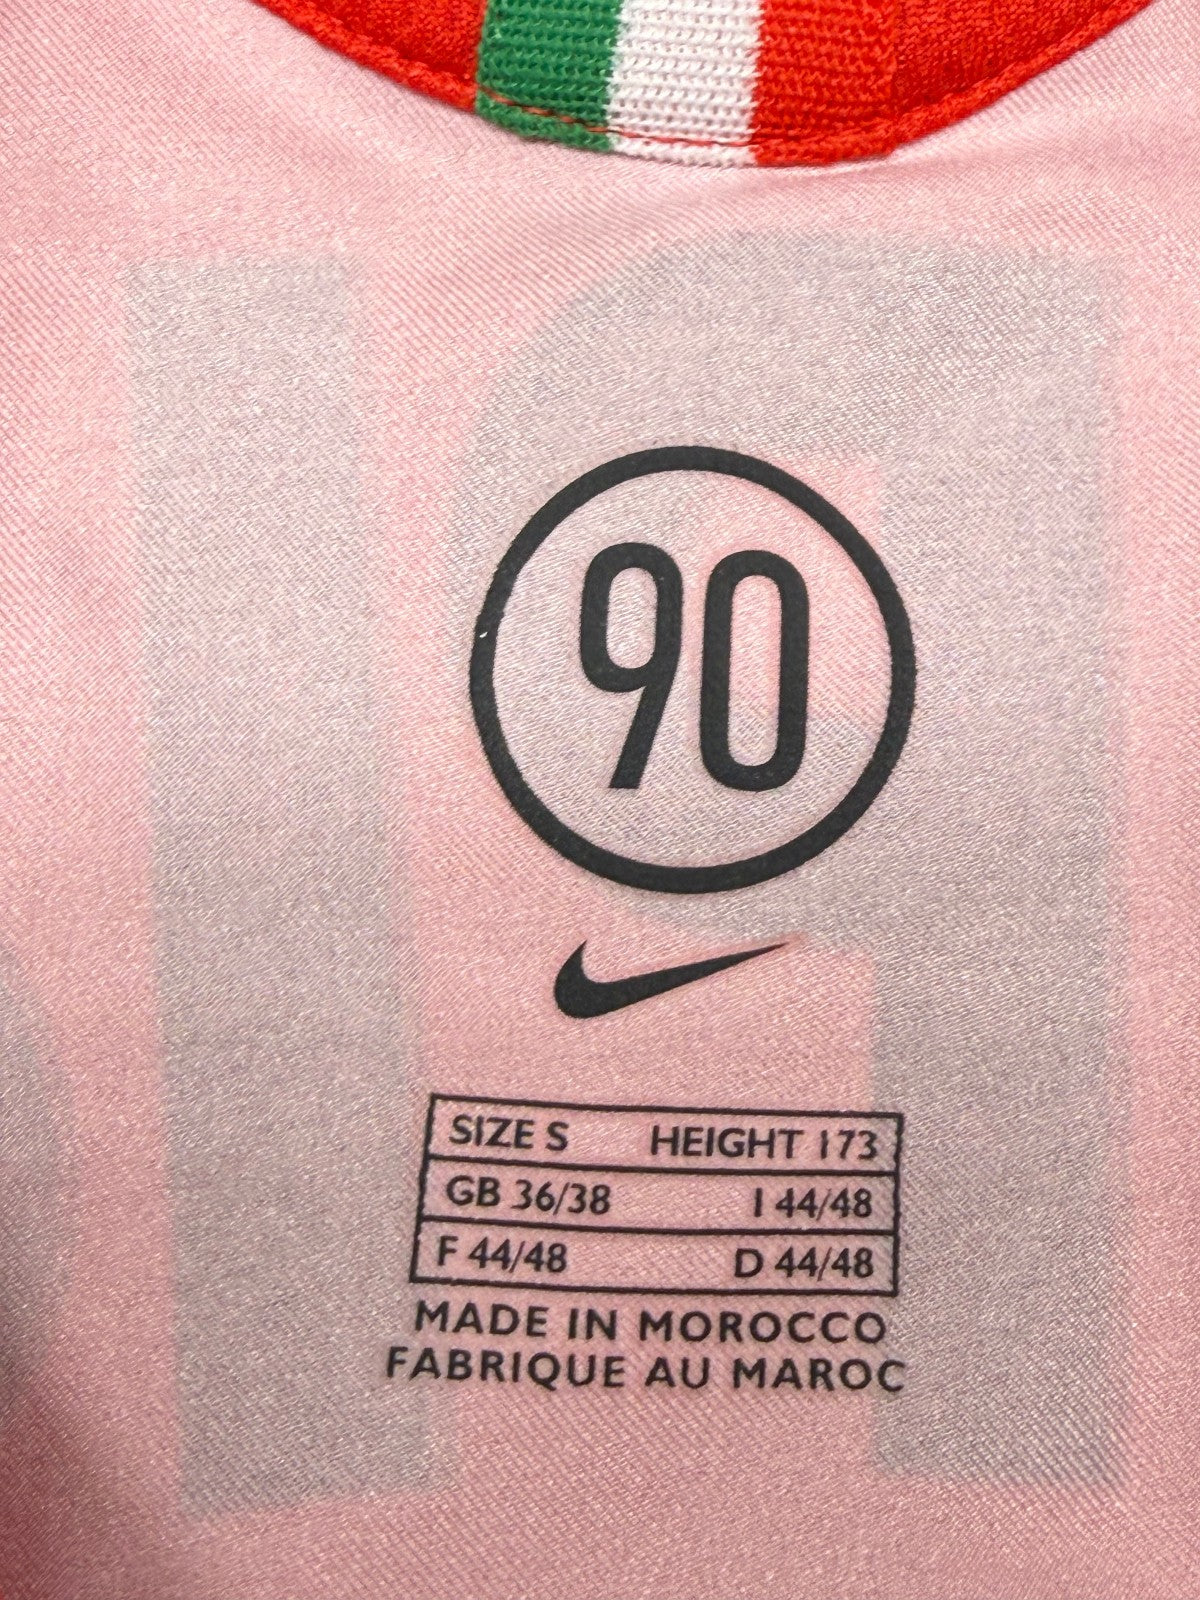 90
SIZE S HEIGHT 173
GB 36/38 I 44/48
F 44/48 D 44/48
MADE IN MOROCCO
FABRIQUE AU MAROC